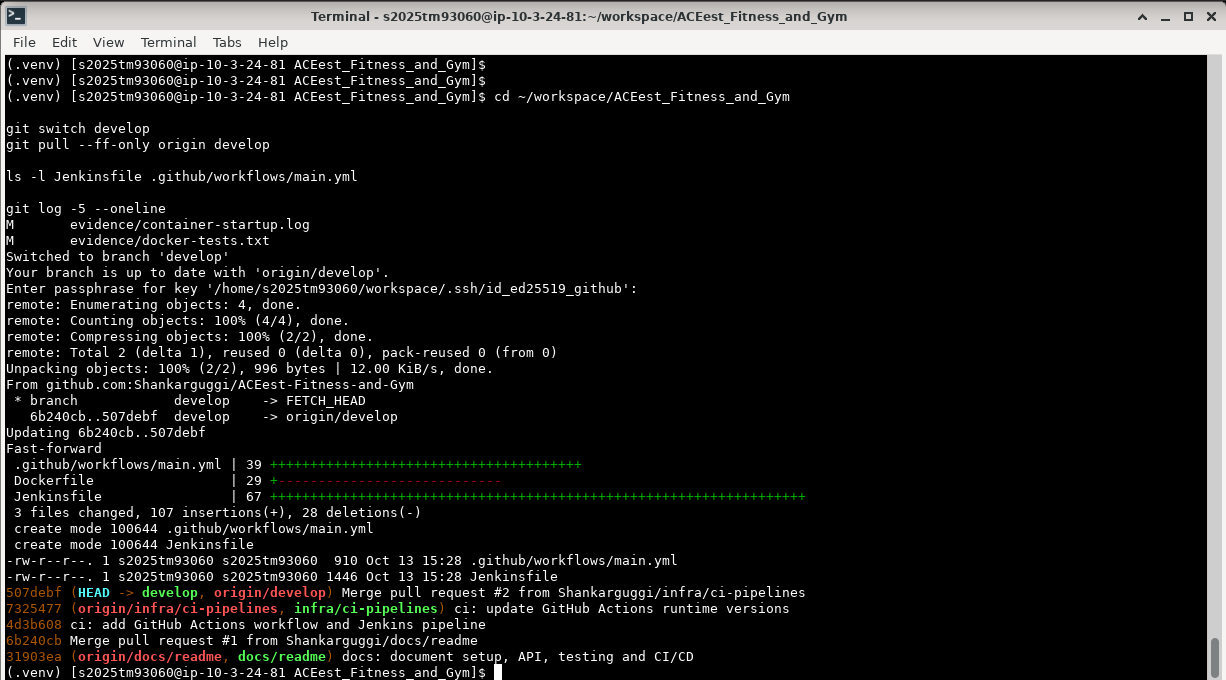 Terminal - s2025tm93060@ip-10-3-24-81:~/workspace/ACEest_Fitness_and_Gym
File Edit View Terminal Tabs Help
(.venv) [s2025tm93060@ip-10-3-24-81 ACEest_Fitness_and_Gym]$
(.venv) [s2025tm93060@ip-10-3-24-81 ACEest_Fitness_and_Gym]$
(.venv) [s2025tm93060@ip-10-3-24-81 ACEest_Fitness_and_Gym]$ cd ~/workspace/ACEest_Fitness_and_Gym
git switch develop
git pull --ff-only origin develop
ls -l Jenkinsfile .github/workflows/main.yml
git log -5 --oneline
M       evidence/container-startup.log
M       evidence/docker-tests.txt
Switched to branch 'develop'
Your branch is up to date with 'origin/develop'.
Enter passphrase for key '/home/s2025tm93060/workspace/.ssh/id_ed25519_github':
remote: Enumerating objects: 4, done.
remote: Counting objects: 100% (4/4), done.
remote: Compressing objects: 100% (2/2), done.
remote: Total 2 (delta 1), reused 0 (delta 0), pack-reused 0 (from 0)
Unpacking objects: 100% (2/2), 996 bytes | 12.00 KiB/s, done.
From github.com:Shankarguggi/ACEest-Fitness-and-Gym
 * branch            develop    -> FETCH_HEAD
   6b240cb..507debf  develop    -> origin/develop
Updating 6b240cb..507debf
Fast-forward
 .github/workflows/main.yml | 39 +++++++++++++++++++++++++++++++++++++++
 Dockerfile                 | 29 +----------------------------
 Jenkinsfile                | 67 +++++++++++++++++++++++++++++++++++++++++++++++++++++++++++++++++++
 3 files changed, 107 insertions(+), 28 deletions(-)
 create mode 100644 .github/workflows/main.yml
 create mode 100644 Jenkinsfile
-rw-r--r--. 1 s2025tm93060 s2025tm93060  910 Oct 13 15:28 .github/workflows/main.yml
-rw-r--r--. 1 s2025tm93060 s2025tm93060 1446 Oct 13 15:28 Jenkinsfile
507debf (HEAD -> develop, origin/develop) Merge pull request #2 from Shankarguggi/infra/ci-pipelines
7325477 (origin/infra/ci-pipelines, infra/ci-pipelines) ci: update GitHub Actions runtime versions
4d3b608 ci: add GitHub Actions workflow and Jenkins pipeline
6b240cb Merge pull request #1 from Shankarguggi/docs/readme
31903ea (origin/docs/readme, docs/readme) docs: document setup, API, testing and CI/CD
(.venv) [s2025tm93060@ip-10-3-24-81 ACEest_Fitness_and_Gym]$